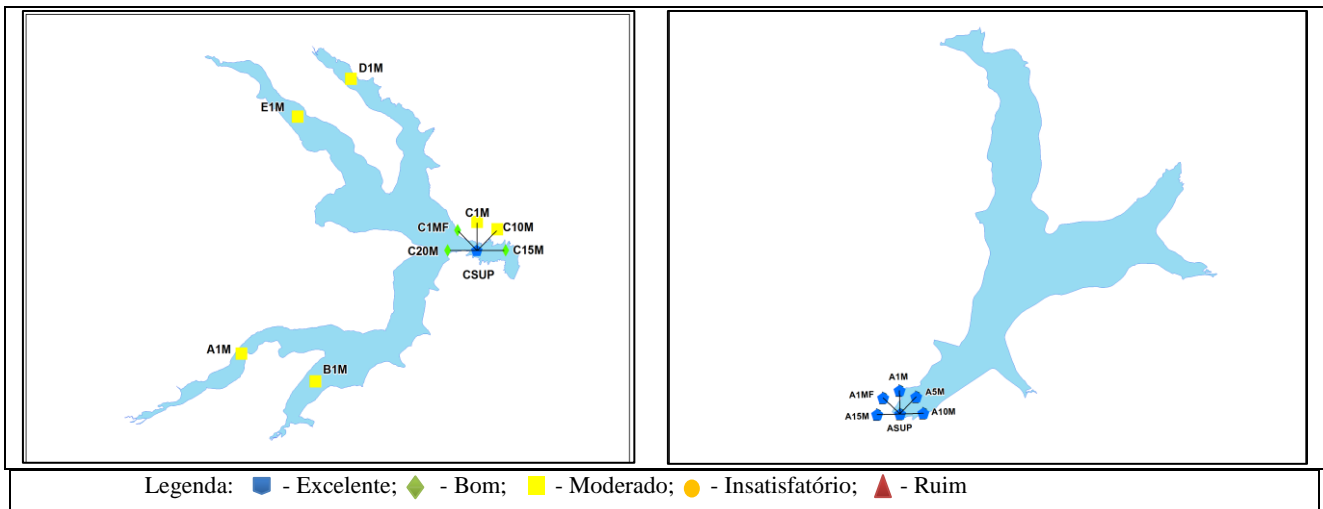 D1M
E1M
C1M
C1MF
C10M
C20M
C15M
CSUP
A1M
B1M
A1M
A1MF
A5M
A15M
A10M
ASUP
Legenda: - Excelente; - Bom; - Moderado; - Insatisfatório; - Ruim